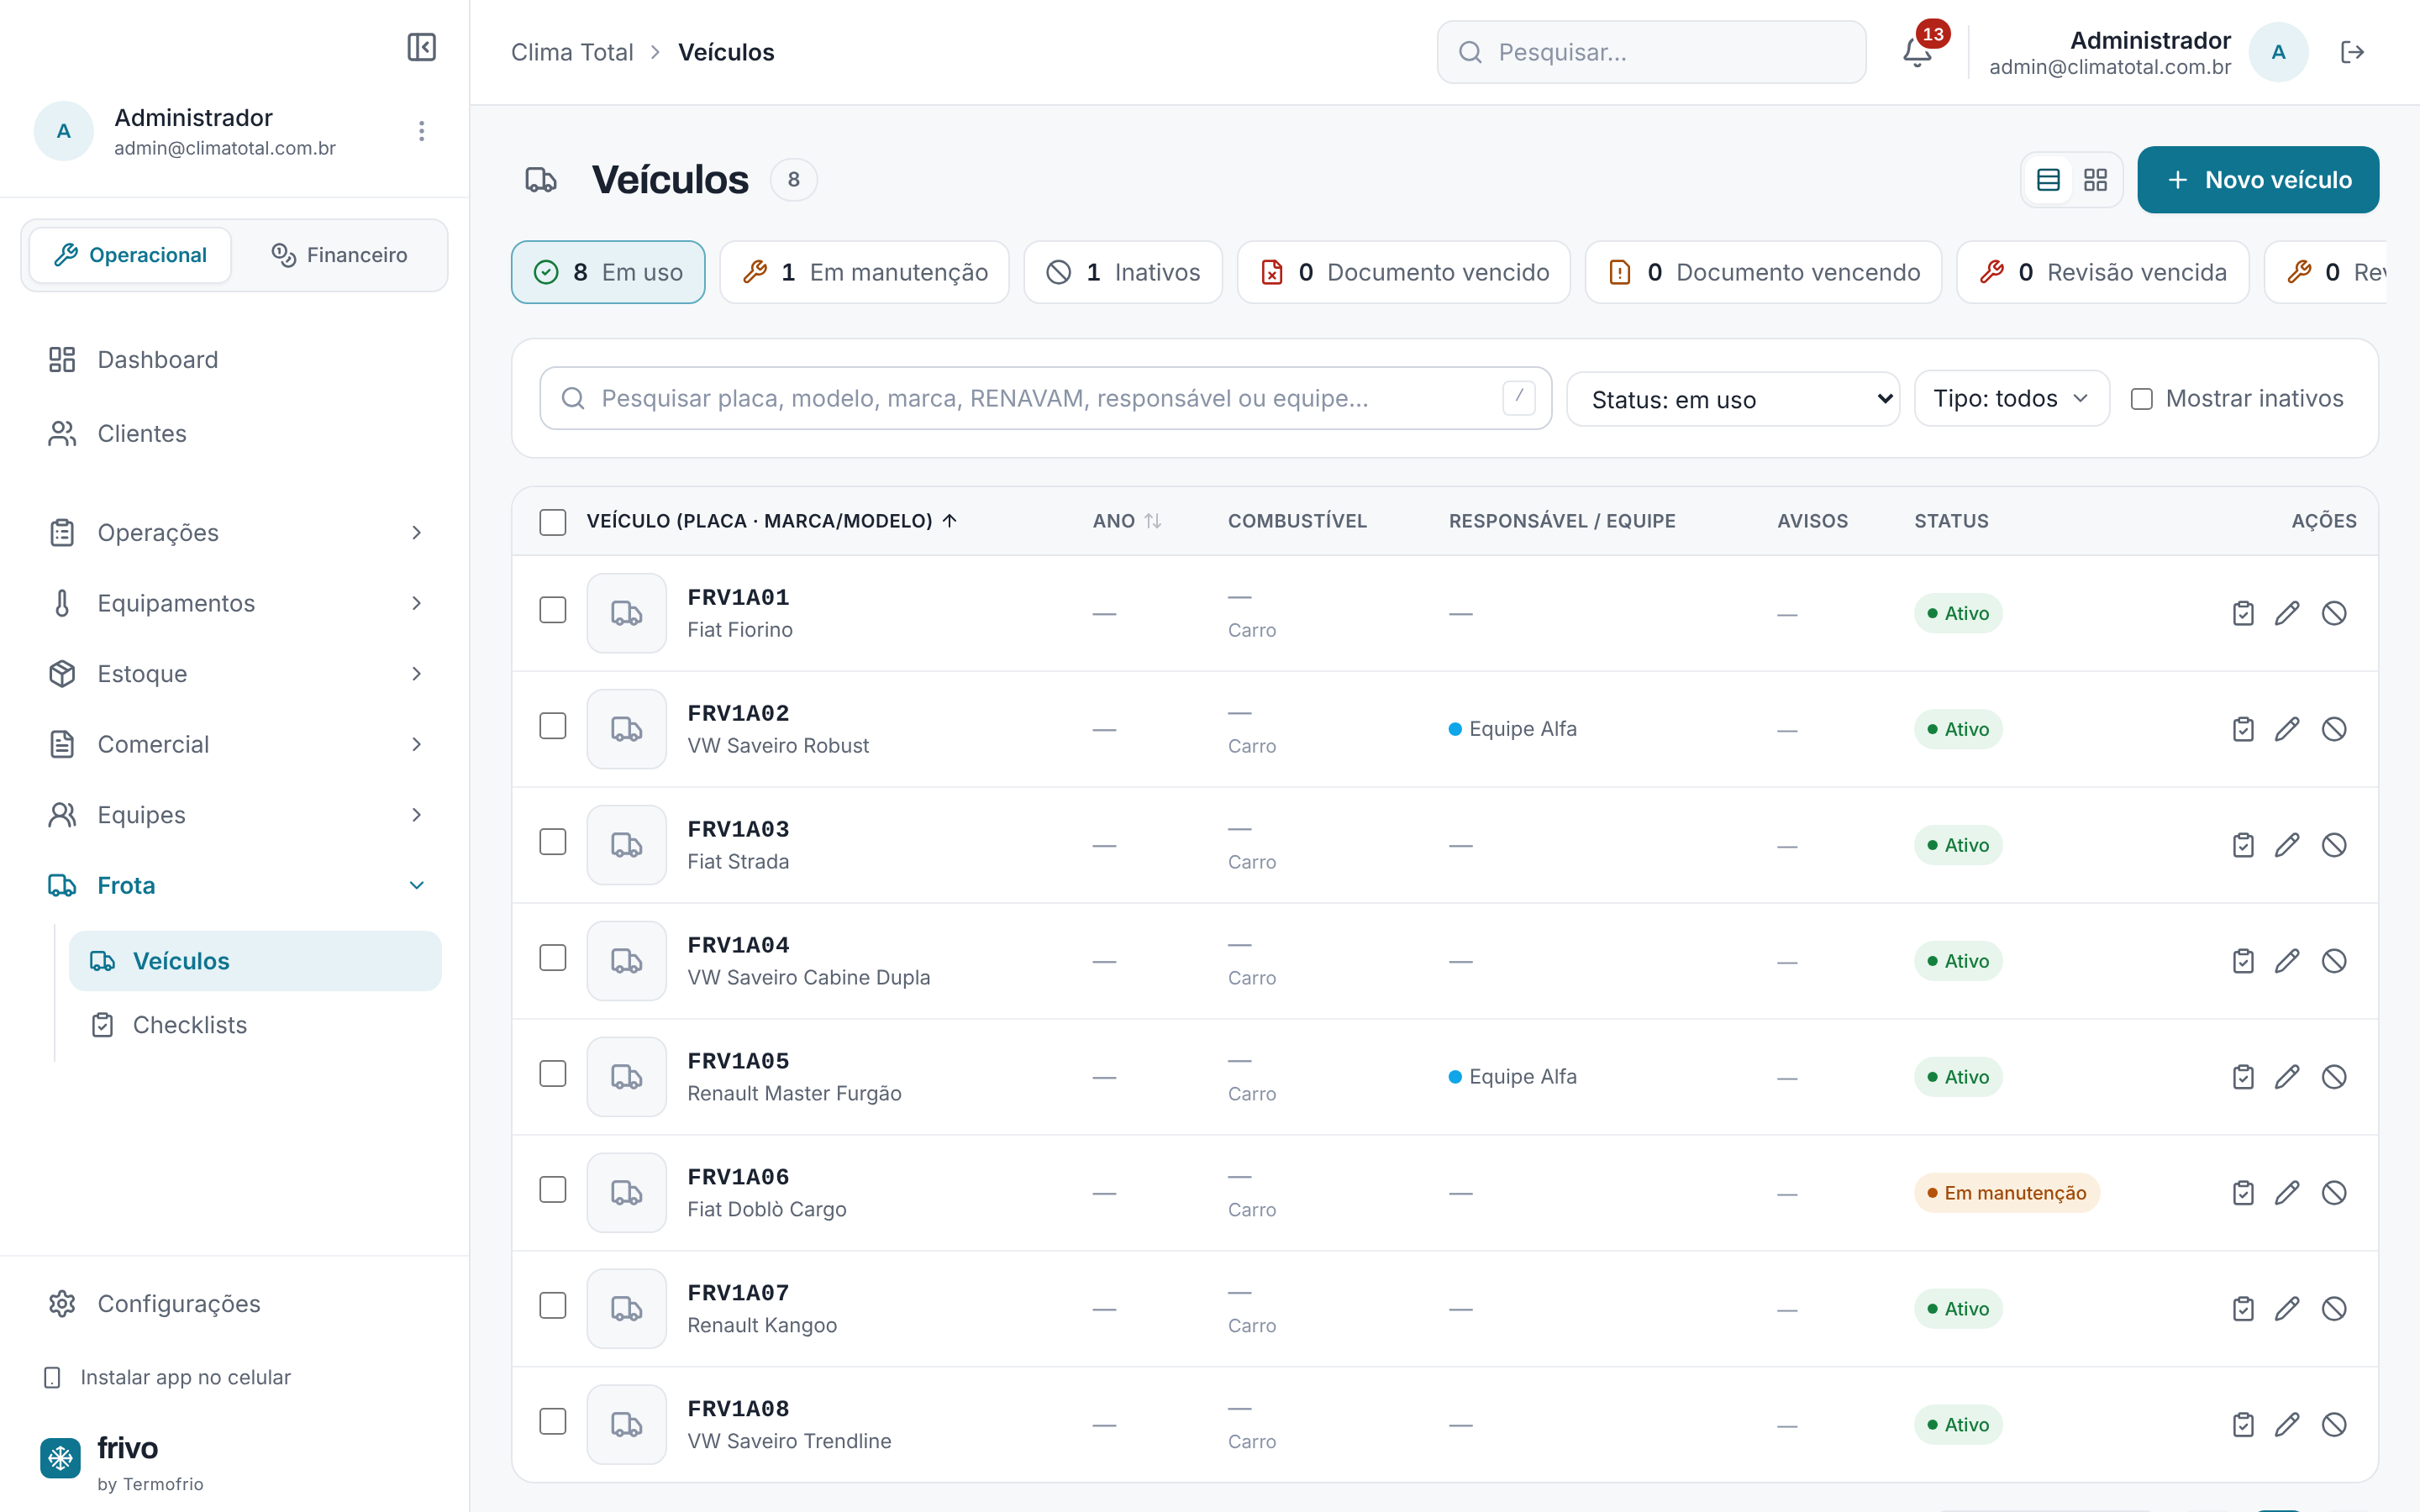 Clima Total
Veículos
Pesquisar...
13
Administrador
admin@climatotal.com.br
A
A
Administrador
admin@climatotal.com.br
Operacional
Financeiro
Dashboard
Clientes
Operações
Equipamentos
Estoque
Comercial
Equipes
Frota
Veículos
Checklists
Configurações
Instalar app no celular
frivo
by Termofrio
Veículos 8
+ Novo veículo
8 Em uso
1 Em manutenção
1 Inativos
0 Documento vencido
0 Documento vencendo
0 Revisão vencida
0
Pesquisar placa, modelo, marca, RENAVAM, responsável ou equipe...
/
Status: em uso
Tipo: todos
Mostrar inativos
VEÍCULO (PLACA · MARCA/MODELO) ANO COMBUSTÍVEL RESPONSÁVEL / EQUIPE AVISOS STATUS AÇÕES
FRV1A01
Fiat Fiorino
— — Carro — — Ativo
FRV1A02
VW Saveiro Robust
— — Carro Equipe Alfa — Ativo
FRV1A03
Fiat Strada
— — Carro — — Ativo
FRV1A04
VW Saveiro Cabine Dupla
— — Carro — — Ativo
FRV1A05
Renault Master Furgão
— — Carro Equipe Alfa — Ativo
FRV1A06
Fiat Doblò Cargo
— — Carro — — Em manutenção
FRV1A07
Renault Kangoo
— — Carro — — Ativo
FRV1A08
VW Saveiro Trendline
— — Carro — — Ativo